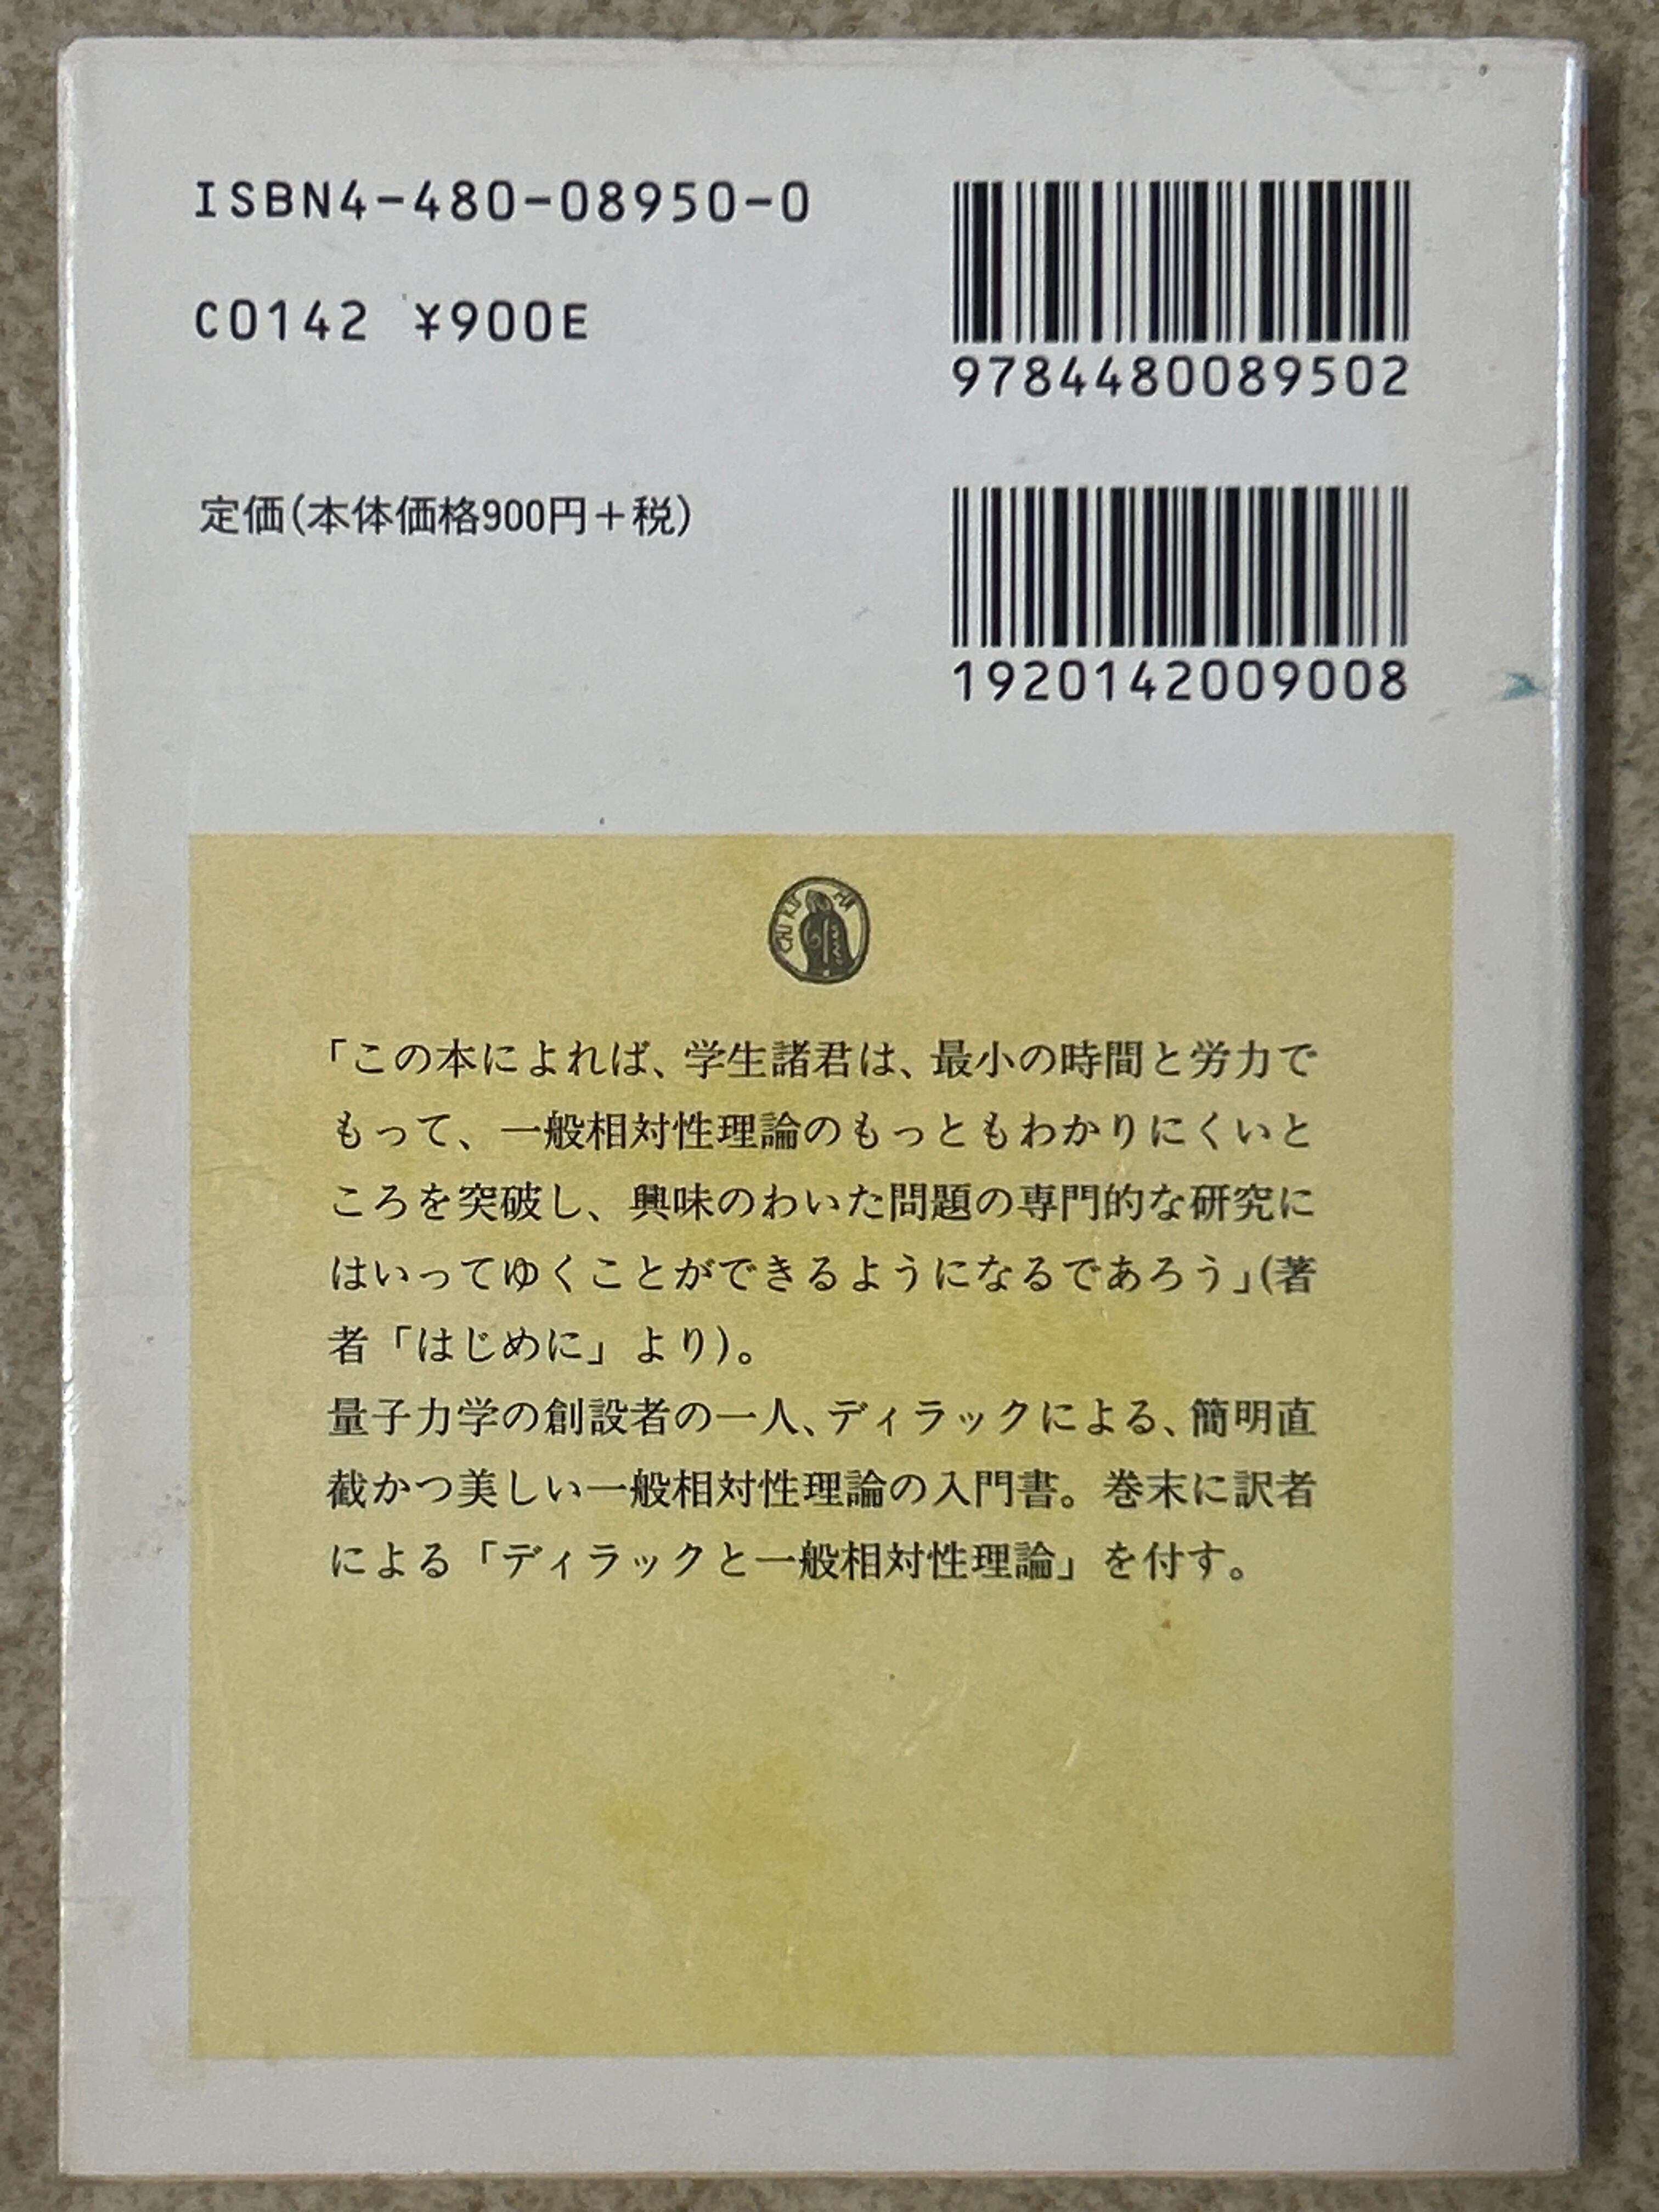 ISBN4-480-08950-0
C0142 ¥900E
9784480089502
定価(本体価格900円+税)
1920142009008
CHIKUMA
「この本によれば、学生諸君は、最小の時間と労力で
もって、一般相対性理論のもっともわかりにくいと
ころを突破し、興味のわいた問題の専門的な研究に
はいってゆくことができるようになるであろう」(著
者「はじめに」より)。
量子力学の創設者の一人、ディラックによる、簡明直
截かつ美しい一般相対性理論の入門書。巻末に訳者
による「ディラックと一般相対性理論」を付す。